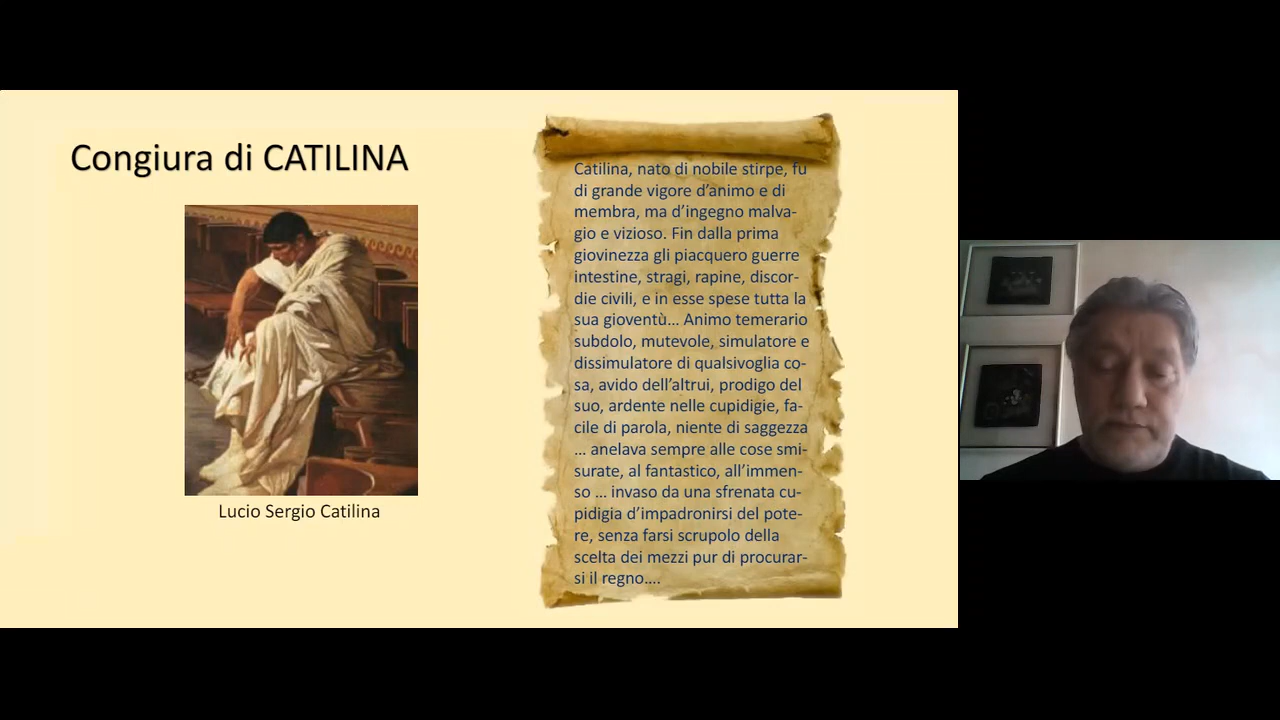 Congiura di CATILINA
Lucio Sergio Catilina
Catilina, nato di nobile stirpe, fu
di grande vigore d’animo e di
membra, ma d’ingegno malva-
gio e vizioso. Fin dalla prima
giovinezza gli piacquero guerre
intestine, stragi, rapine, discor-
die civili, e in esse spese tutta la
sua gioventù... Animo temerario
subdolo, mutevole, simulatore e
dissimulatore di qualsivoglia co-
sa, avido dell’altrui, prodigo del
suo, ardente nelle cupidigie, fa-
cile di parola, niente di saggezza
... anelava sempre alle cose smi-
surate, al fantastico, all’immen-
so ... invaso da una sfrenata cu-
pidigia d’impadronirsi del pote-
re, senza farsi scrupolo della
scelta dei mezzi pur di procurar-
si il regno....